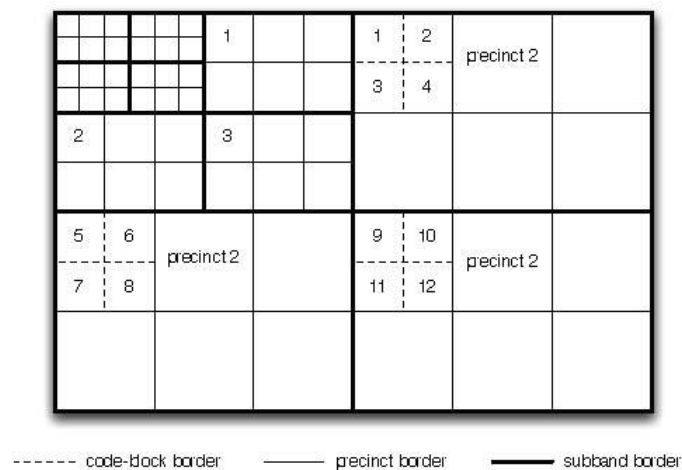 1 1 2
precinct 2
3 4
2 3
5 6 9 10
precinct 2 precinct 2
7 8 11 12
code-block border precinct border subband border